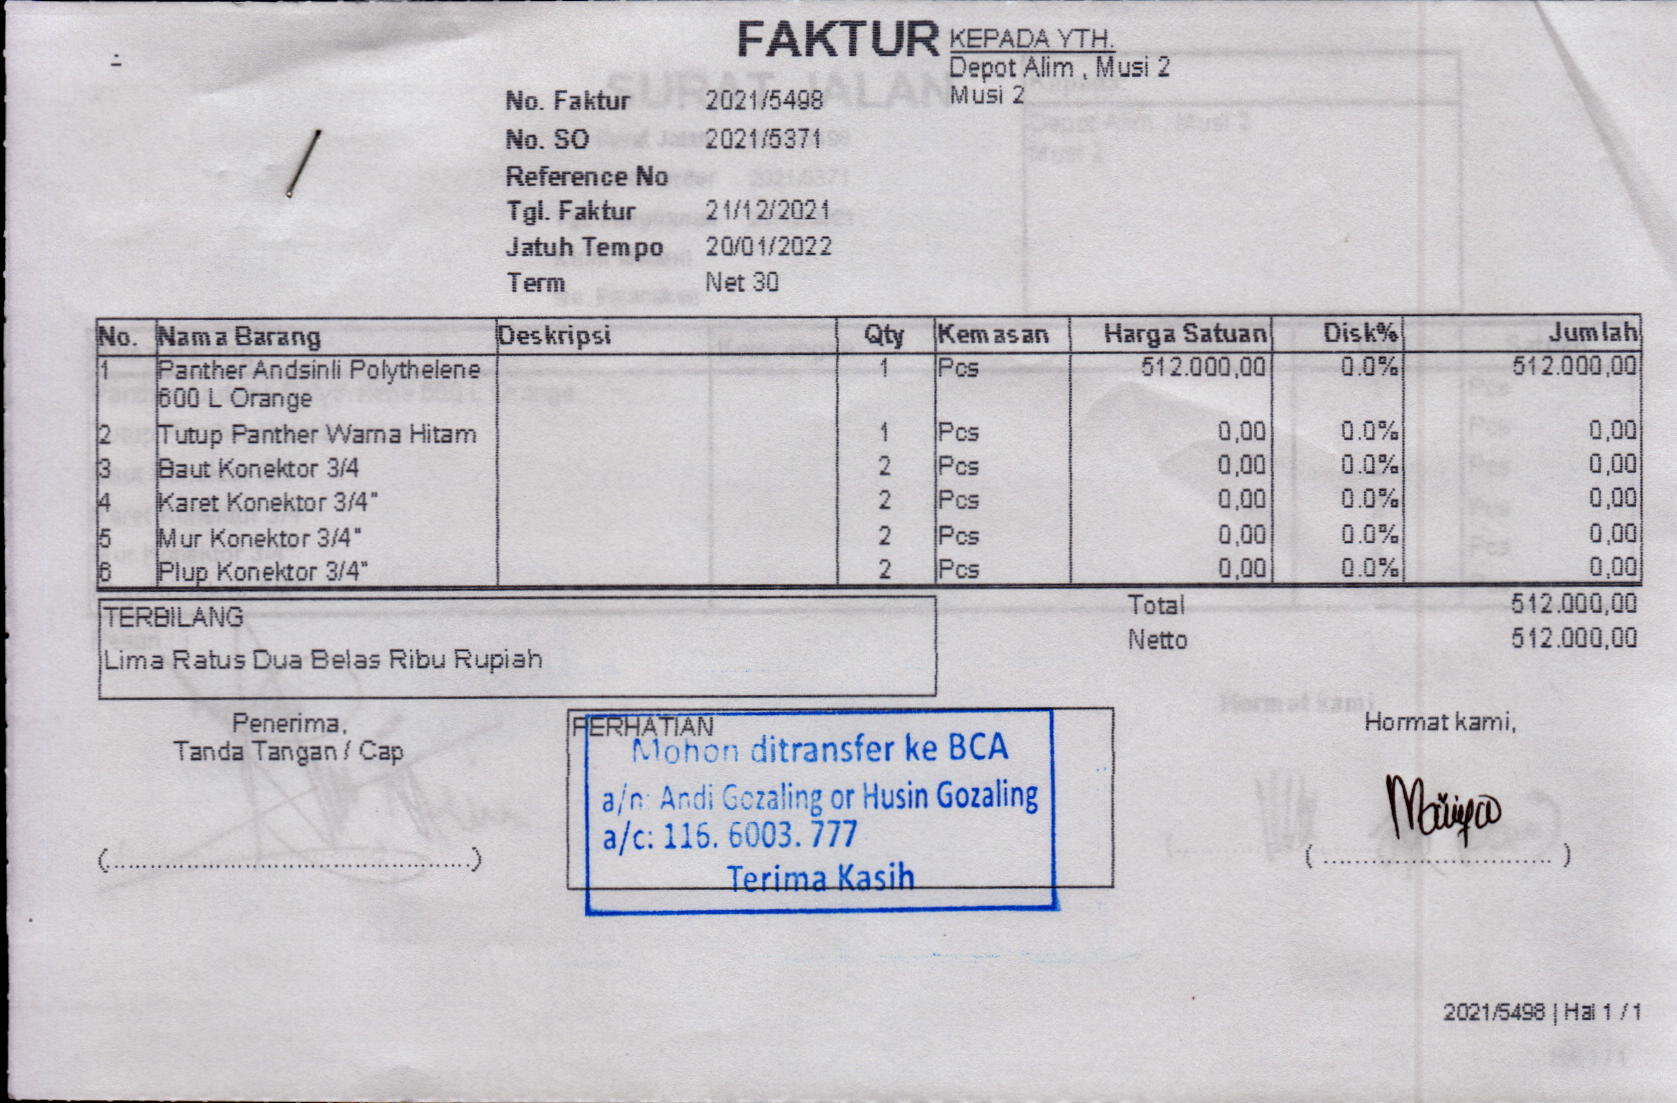 FAKTUR
KEPADA YTH.
Depot Alim , Musi 2
Musi 2
No. Faktur 2021/5498
No. SO 2021/5371
Reference No
Tgl. Faktur 21/12/2021
Jatuh Tempo 20/01/2022
Term Net 30
No. Nama Barang Deskripsi Qty Kemasan Harga Satuan Disk% Jumlah
1 Panther Andsinli Polythelene 1 Pcs 512.000,00 0.0% 512.000,00
600 L Orange
2 Tutup Panther Warna Hitam 1 Pcs 0,00 0.0% 0,00
3 Baut Konektor 3/4 2 Pcs 0,00 0.0% 0,00
4 Karet Konektor 3/4" 2 Pcs 0,00 0.0% 0,00
5 Mur Konektor 3/4" 2 Pcs 0,00 0.0% 0,00
6 Plup Konektor 3/4" 2 Pcs 0,00 0.0% 0,00
Total 512.000,00
Netto 512.000,00
TERBILANG
Lima Ratus Dua Belas Ribu Rupiah
Penerima,
Tanda Tangan / Cap
(..........................................)
PERHATIAN
Mohon ditransfer ke BCA
a/n: Andi Gozaling or Husin Gozaling
a/c: 116. 6003. 777
Terima Kasih
Hormat kami,
( ........................... )
2021/5498 | Hal 1 / 1